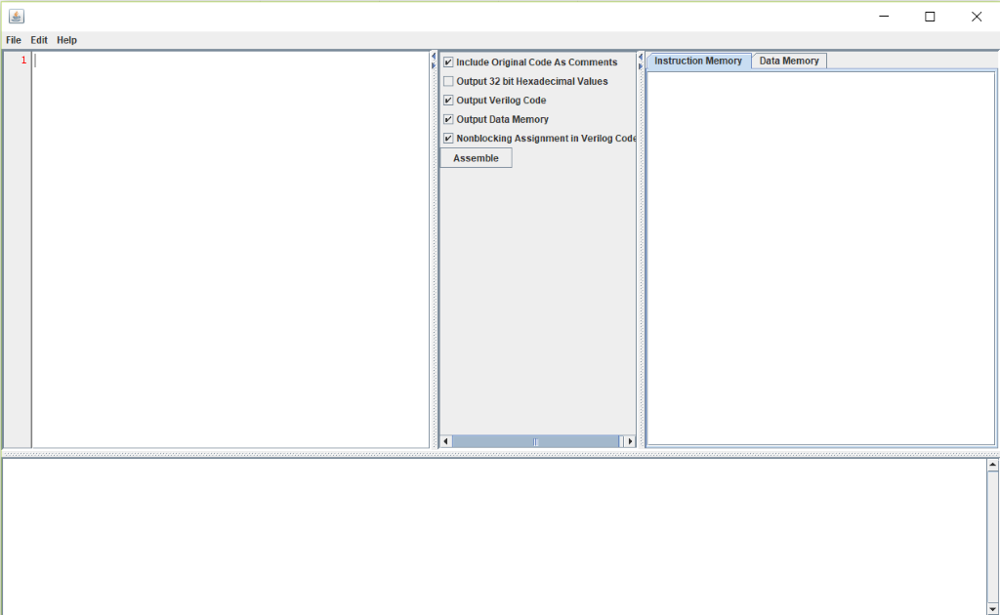 File Edit Help
1
Include Original Code As Comments
Output 32 bit Hexadecimal Values
Output Verilog Code
Output Data Memory
Nonblocking Assignment in Verilog Code
Assemble
Instruction Memory Data Memory